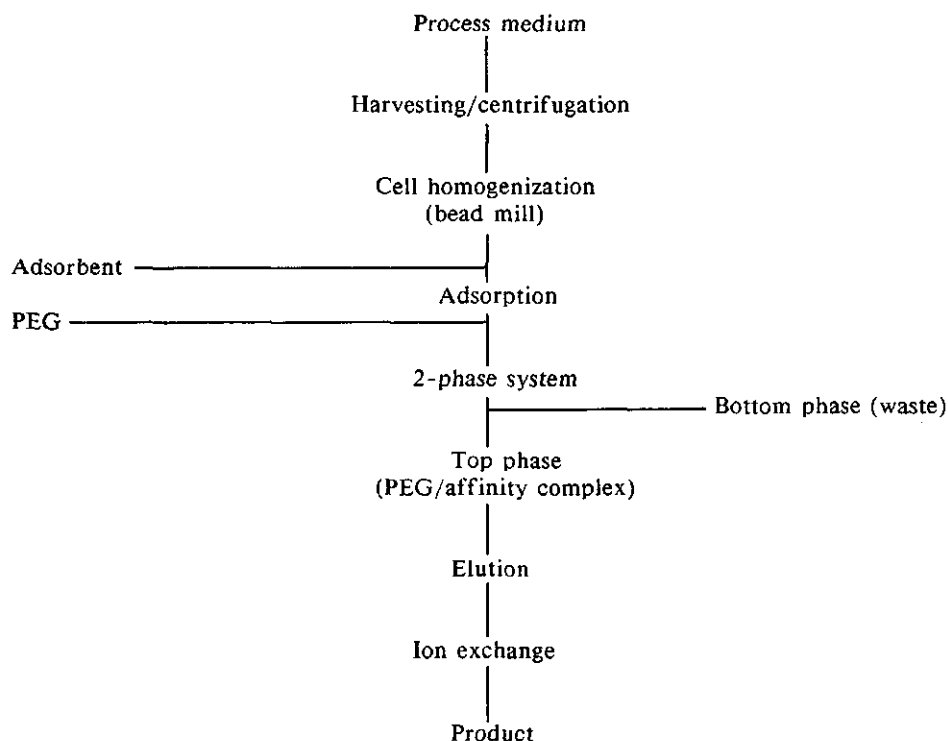 Process medium
Harvesting/centrifugation
Cell homogenization
(bead mill)
Adsorbent
Adsorption
PEG
2-phase system
Bottom phase (waste)
Top phase
(PEG/affinity complex)
Elution
Ion exchange
Product